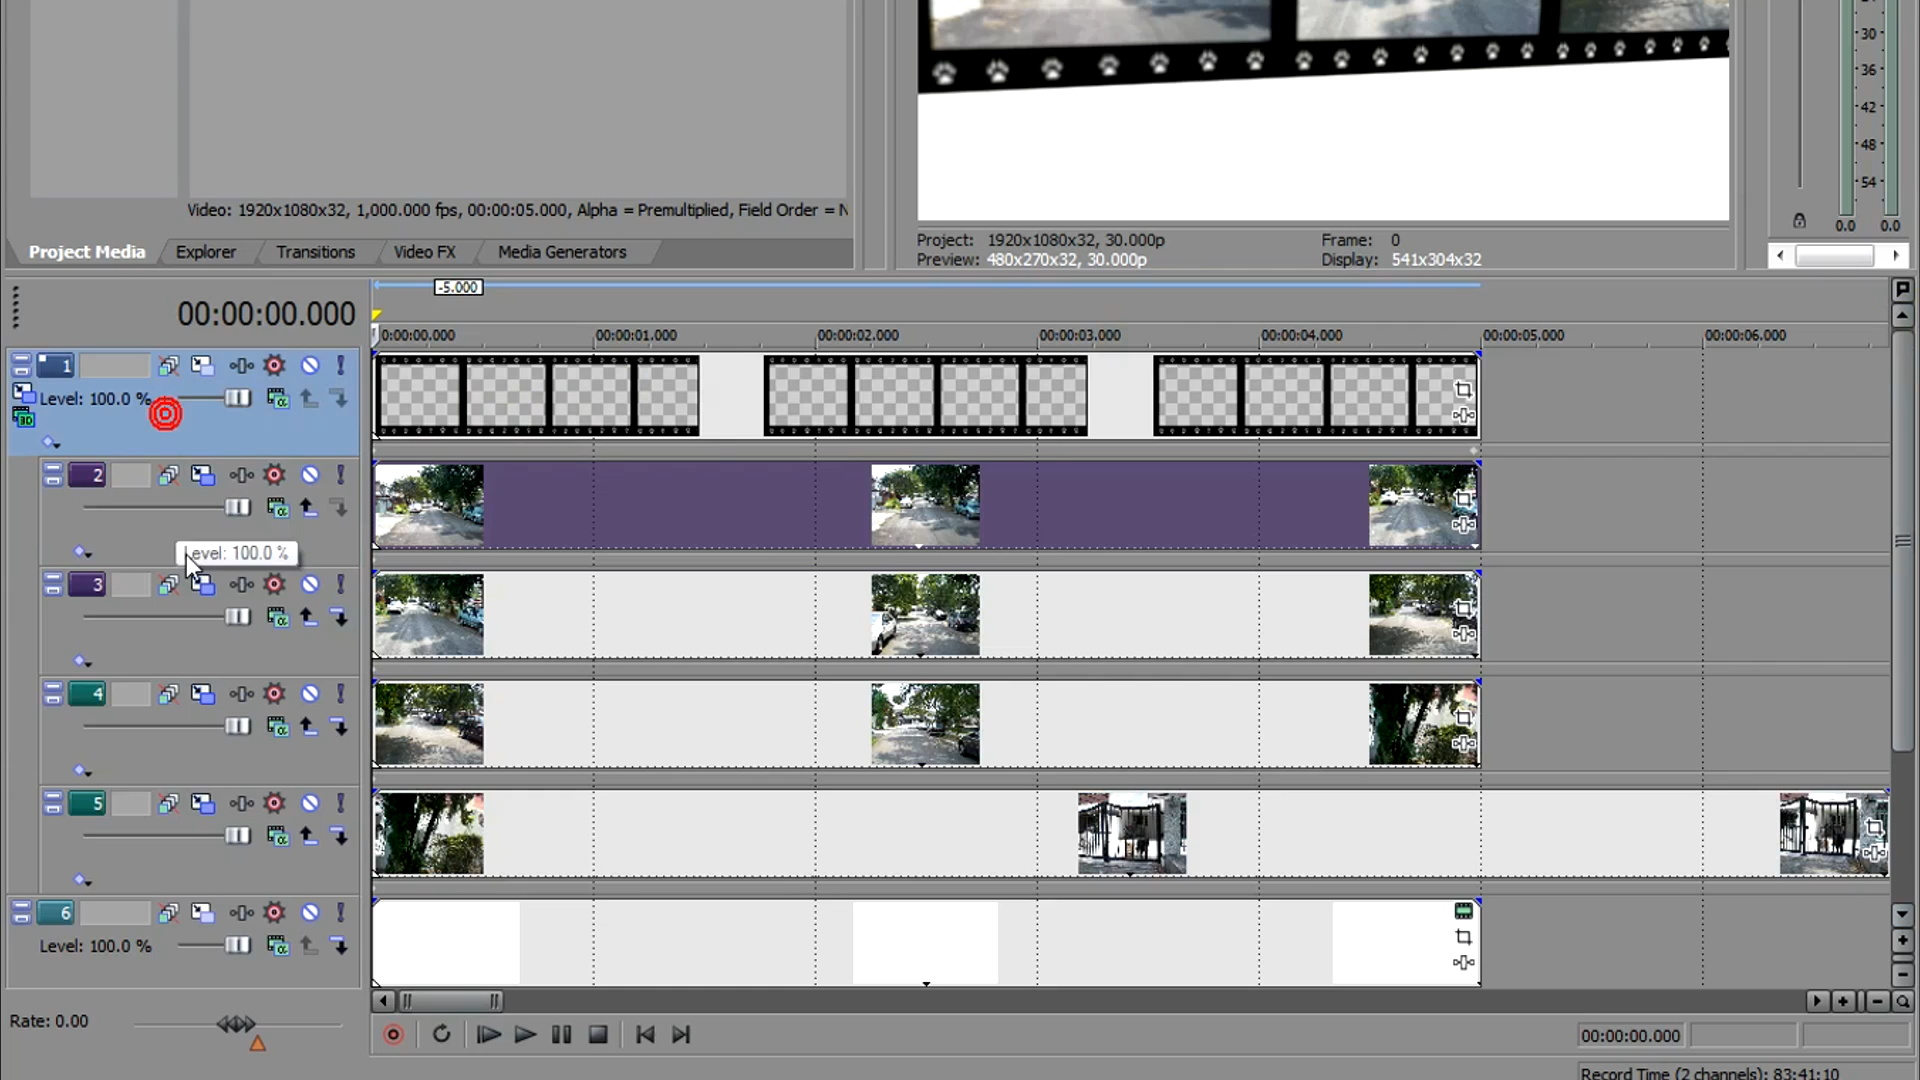 30
36
42
48
54
0.0 0.0
Video: 1920x1080x32, 1,000.000 fps, 00:00:05.000, Alpha = Premultiplied, Field Order = N
Project Media Explorer Transitions Video FX Media Generators
Project: 1920x1080x32, 30.000p Frame: 0
Preview: 480x270x32, 30.000p Display: 541x304x32
-5.000
00:00:00.000
0:00:00.000 00:00:01.000 00:00:02.000 00:00:03.000 00:00:04.000 00:00:05.000 00:00:06.000
1
Level: 100.0 %
3D
2
Level: 100.0 %
3
4
5
6
Level: 100.0 %
Rate: 0.00
00:00:00.000
Record Time (2 channels): 83:41:10